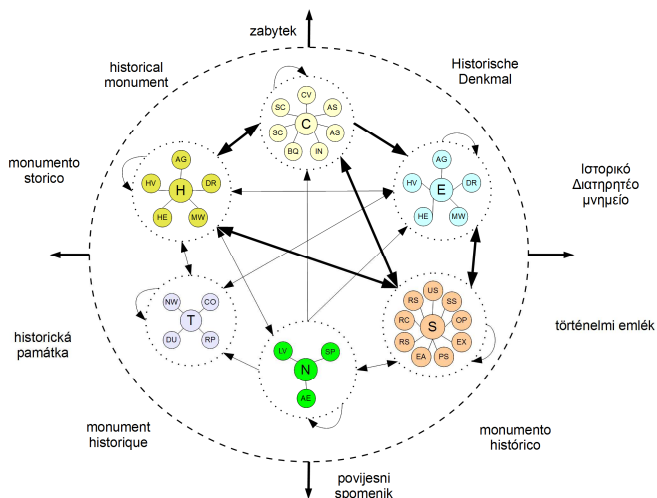 zabytek
historical
monument
Historische
Denkmal
monumento
storico
Ιστορικό
Διατηρητέο
μνημείο
CV
SC
AS
C
SC
AS
BQ
IN
AG
HV
DR
H
HE
MW
AG
HV
DR
E
HE
MW
NW
CO
T
DU
RP
US
RS
SS
RC
S
OP
RS
EX
EA
PS
LV
SP
N
AE
historická
památka
történelmi emlék
monument
historique
monumento
histórico
povijesni
spomenik